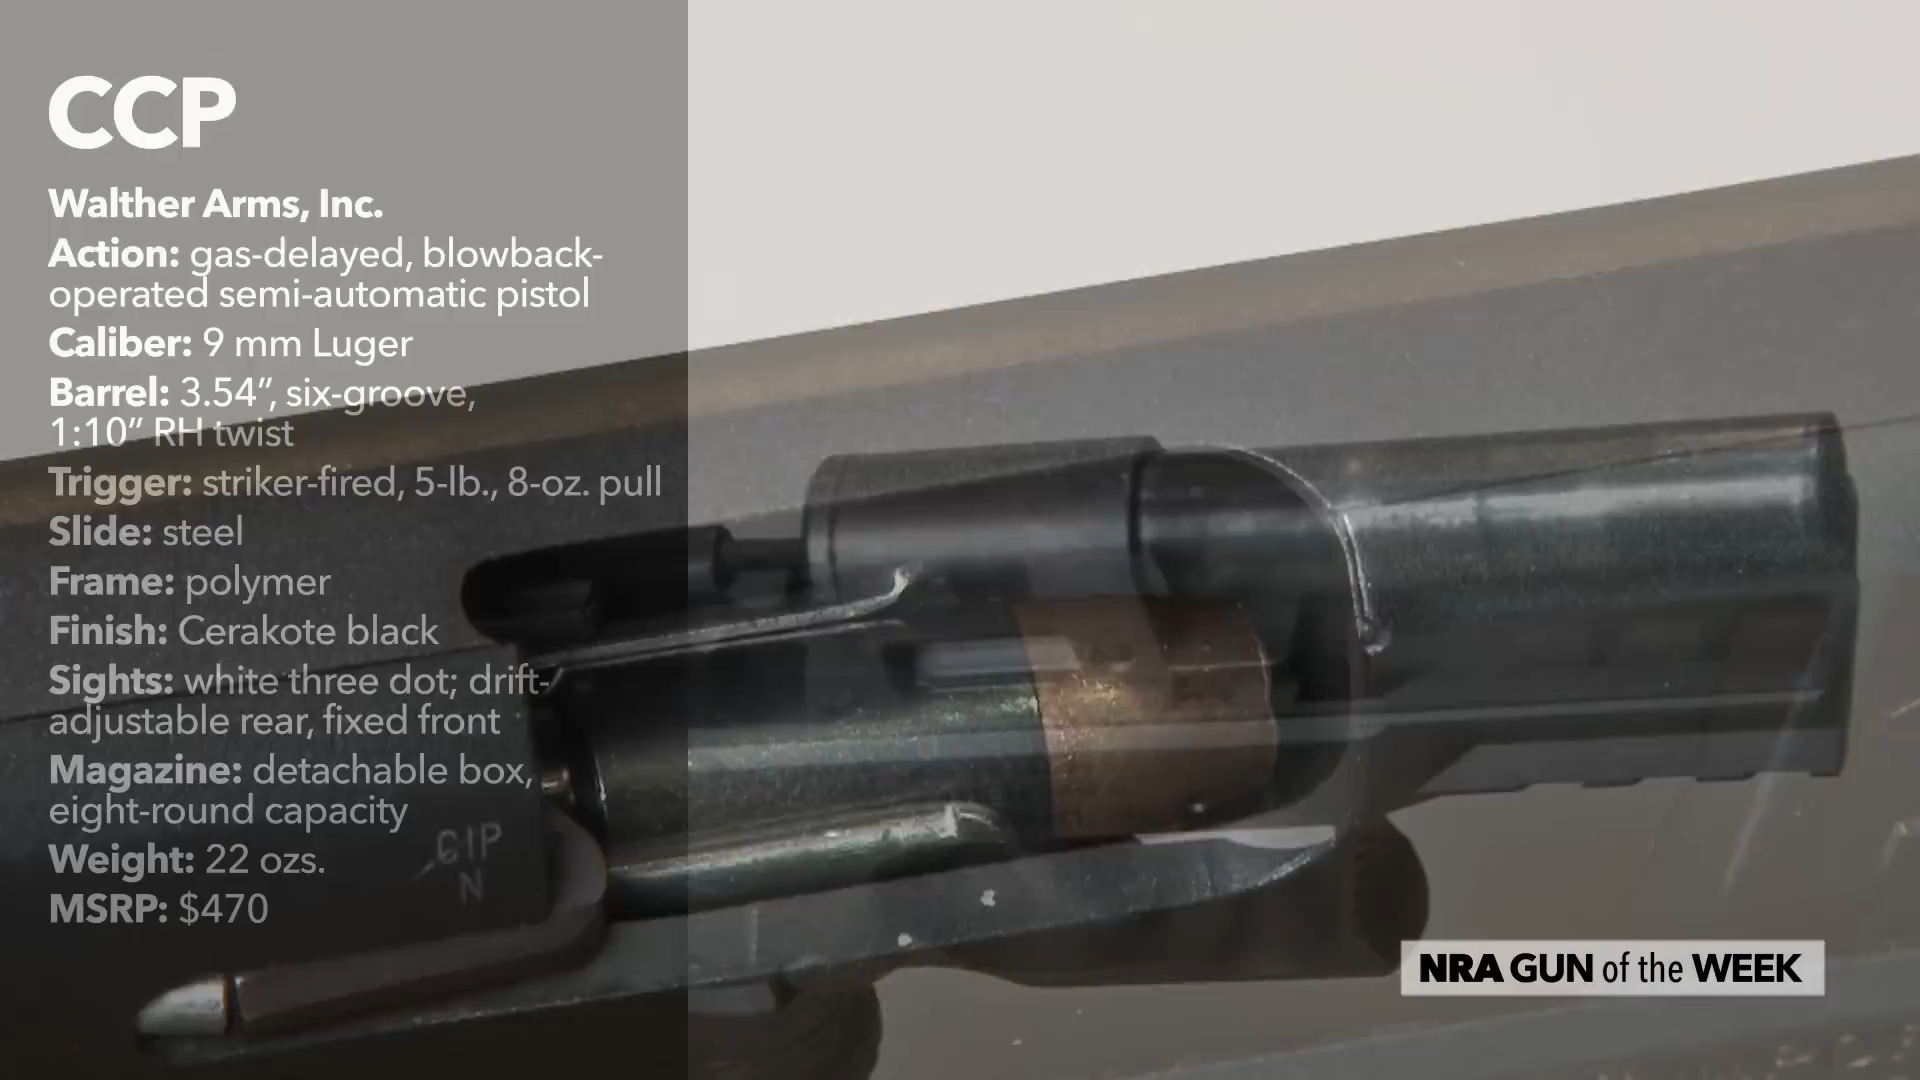 CCP
Walther Arms, Inc.
Action: gas-delayed, blowback-
operated semi-automatic pistol
Caliber: 9 mm Luger
Barrel: 3.54”, six-groove,
1:10” RH twist
Trigger: striker-fired, 5-lb., 8-oz. pull
Slide: steel
Frame: polymer
Finish: Cerakote black
Sights: white three dot; drift-
adjustable rear, fixed front
Magazine: detachable box,
eight-round capacity
CIP
N
Weight: 22 ozs.
MSRP: $470
NRA GUN of the WEEK